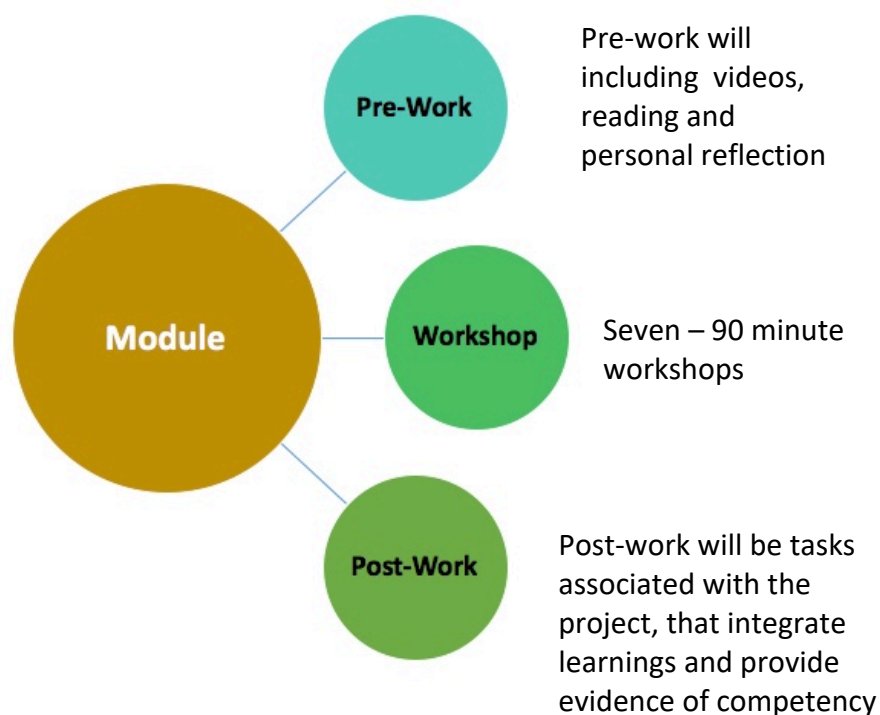 Pre-Work
Pre-work will
including  videos,
reading and
personal reflection
Module
Workshop
Seven – 90 minute
workshops
Post-Work
Post-work will be tasks
associated with the
project, that integrate
learnings and provide
evidence of competency